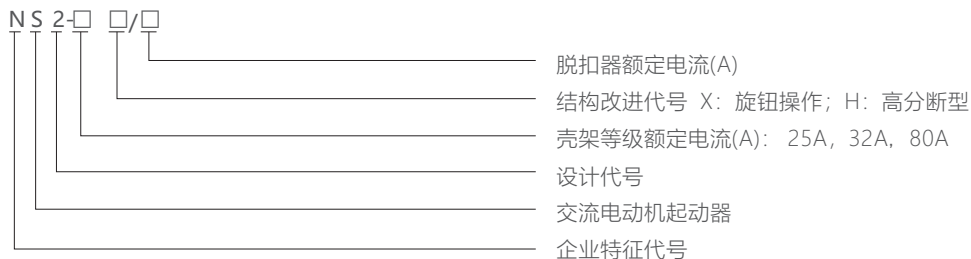 N S 2-□ □/□
脱扣器额定电流(A)
结构改进代号 X：旋钮操作；H：高分断型
壳架等级额定电流(A)： 25A，32A，80A
设计代号
交流电动机起动器
企业特征代号